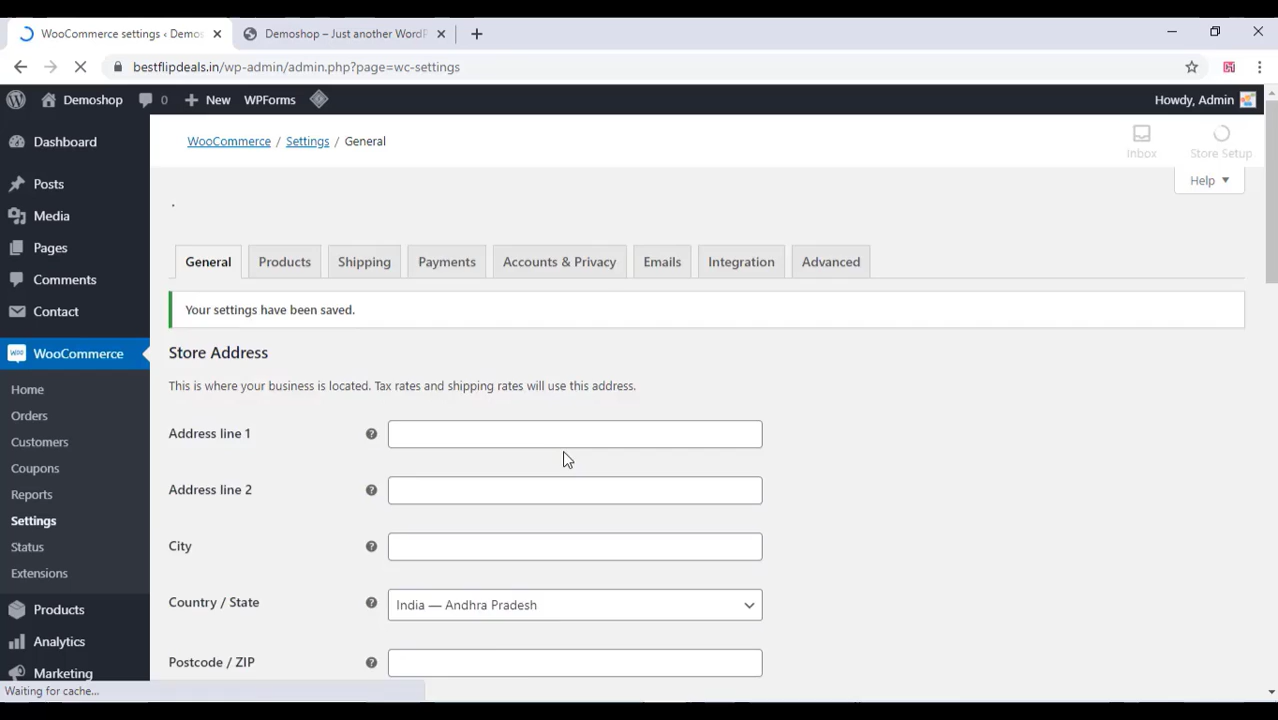 WooCommerce settings ‹ Demos
Demoshop – Just another WordP
bestflipdeals.in/wp-admin/admin.php?page=wc-settings
Demoshop 0 New WPForms Howdy, Admin
WooCommerce / Settings / General
Inbox Store Setup
Help
.
General Products Shipping Payments Accounts & Privacy Emails Integration Advanced
Your settings have been saved.
Store Address
This is where your business is located. Tax rates and shipping rates will use this address.
Address line 1
Address line 2
City
Country / State India — Andhra Pradesh
Postcode / ZIP
Dashboard
Posts
Media
Pages
Comments
Contact
WooCommerce
Home
Orders
Customers
Coupons
Reports
Settings
Status
Extensions
Products
Analytics
Marketing
Waiting for cache...